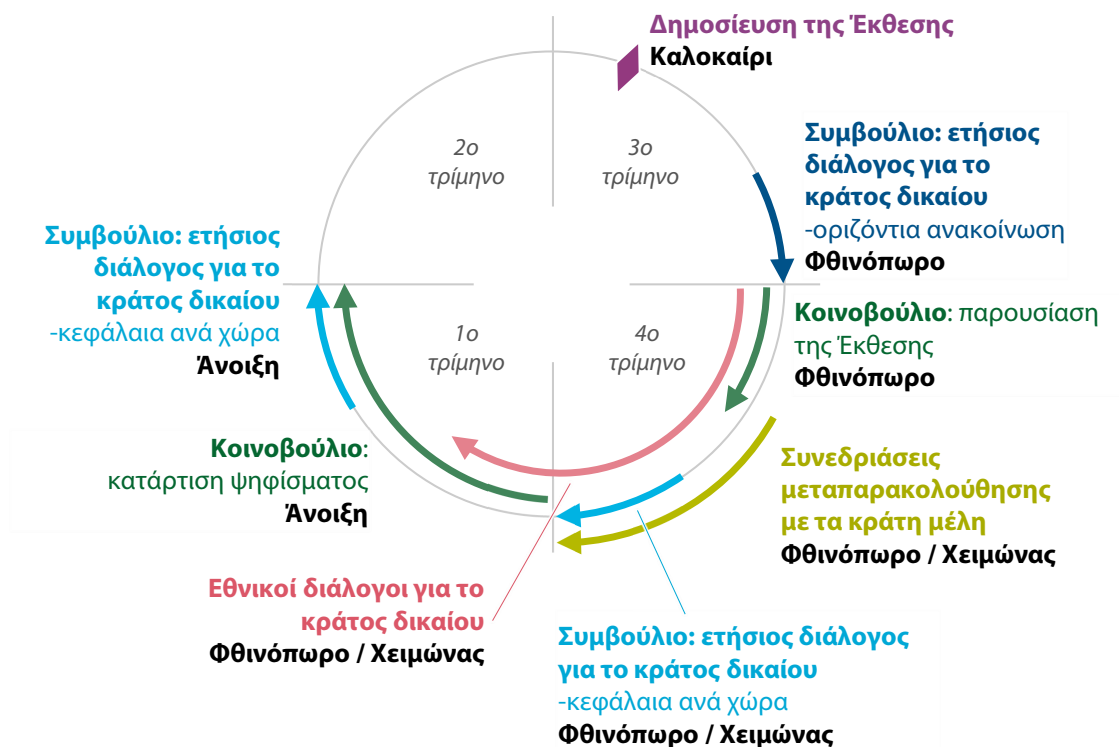 Δημοσίευση της Έκθεσης
Καλοκαίρι
2ο
τρίμηνο
3ο
τρίμηνο
Συμβούλιο: ετήσιος
διάλογος για το
κράτος δικαίου
-οριζόντια ανακοίνωση
Φθινόπωρο
Συμβούλιο: ετήσιος
διάλογος για το
κράτος δικαίου
-κεφάλαια ανά χώρα
Άνοιξη
1ο
τρίμηνο
4ο
τρίμηνο
Κοινοβούλιο: παρουσίαση
της Έκθεσης
Φθινόπωρο
Κοινοβούλιο:
κατάρτιση ψηφίσματος
Άνοιξη
Συνεδριάσεις
μεταπαρακολούθησης
με τα κράτη μέλη
Φθινόπωρο / Χειμώνας
Εθνικοί διάλογοι για το
κράτος δικαίου
Φθινόπωρο / Χειμώνας
Συμβούλιο: ετήσιος διάλογος
για το κράτος δικαίου
-κεφάλαια ανά χώρα
Φθινόπωρο / Χειμώνας